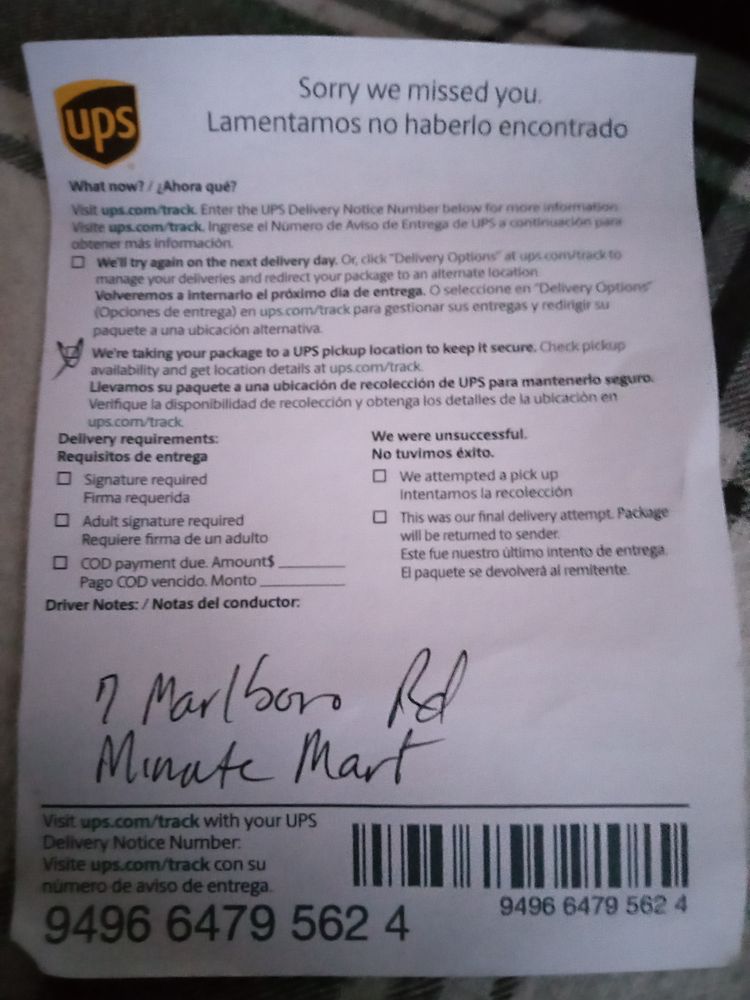 ups
Sorry we missed you.
Lamentamos no haberlo encontrado
What now? / ¿Ahora qué?
Visit ups.com/track. Enter the UPS Delivery Notice Number below for more information.
Visite ups.com/track. Ingrese el Número de Aviso de Entrega de UPS a continuación para
obtener más información.
We'll try again on the next delivery day. Or, click "Delivery Options" at ups.com/track to
manage your deliveries and redirect your package to an alternate location.
Volveremos a internarlo el próximo día de entrega. O seleccione en "Delivery Options"
(Opciones de entrega) en ups.com/track para gestionar sus entregas y redirigir su
paquete a una ubicación alternativa.
We're taking your package to a UPS pickup location to keep it secure. Check pickup
availability and get location details at ups.com/track.
Llevamos su paquete a una ubicación de recolección de UPS para mantenerlo seguro.
Verifique la disponibilidad de recolección y obtenga los detalles de la ubicación en
ups.com/track.
Delivery requirements:
Requisitos de entrega
Signature required
Firma requerida
Adult signature required
Requiere firma de un adulto
COD payment due. Amount$ ________
Pago COD vencido. Monto __________
We were unsuccessful.
No tuvimos éxito.
We attempted a pick up
Intentamos la recolección
This was our final delivery attempt. Package
will be returned to sender.
Este fue nuestro último intento de entrega.
El paquete se devolverá al remitente.
Driver Notes: / Notas del conductor:
7 Marlboro Rd
Minute Mart
Visit ups.com/track with your UPS
Delivery Notice Number.
Visite ups.com/track con su
número de aviso de entrega.
9496 6479 562 4
9496 6479 562 4